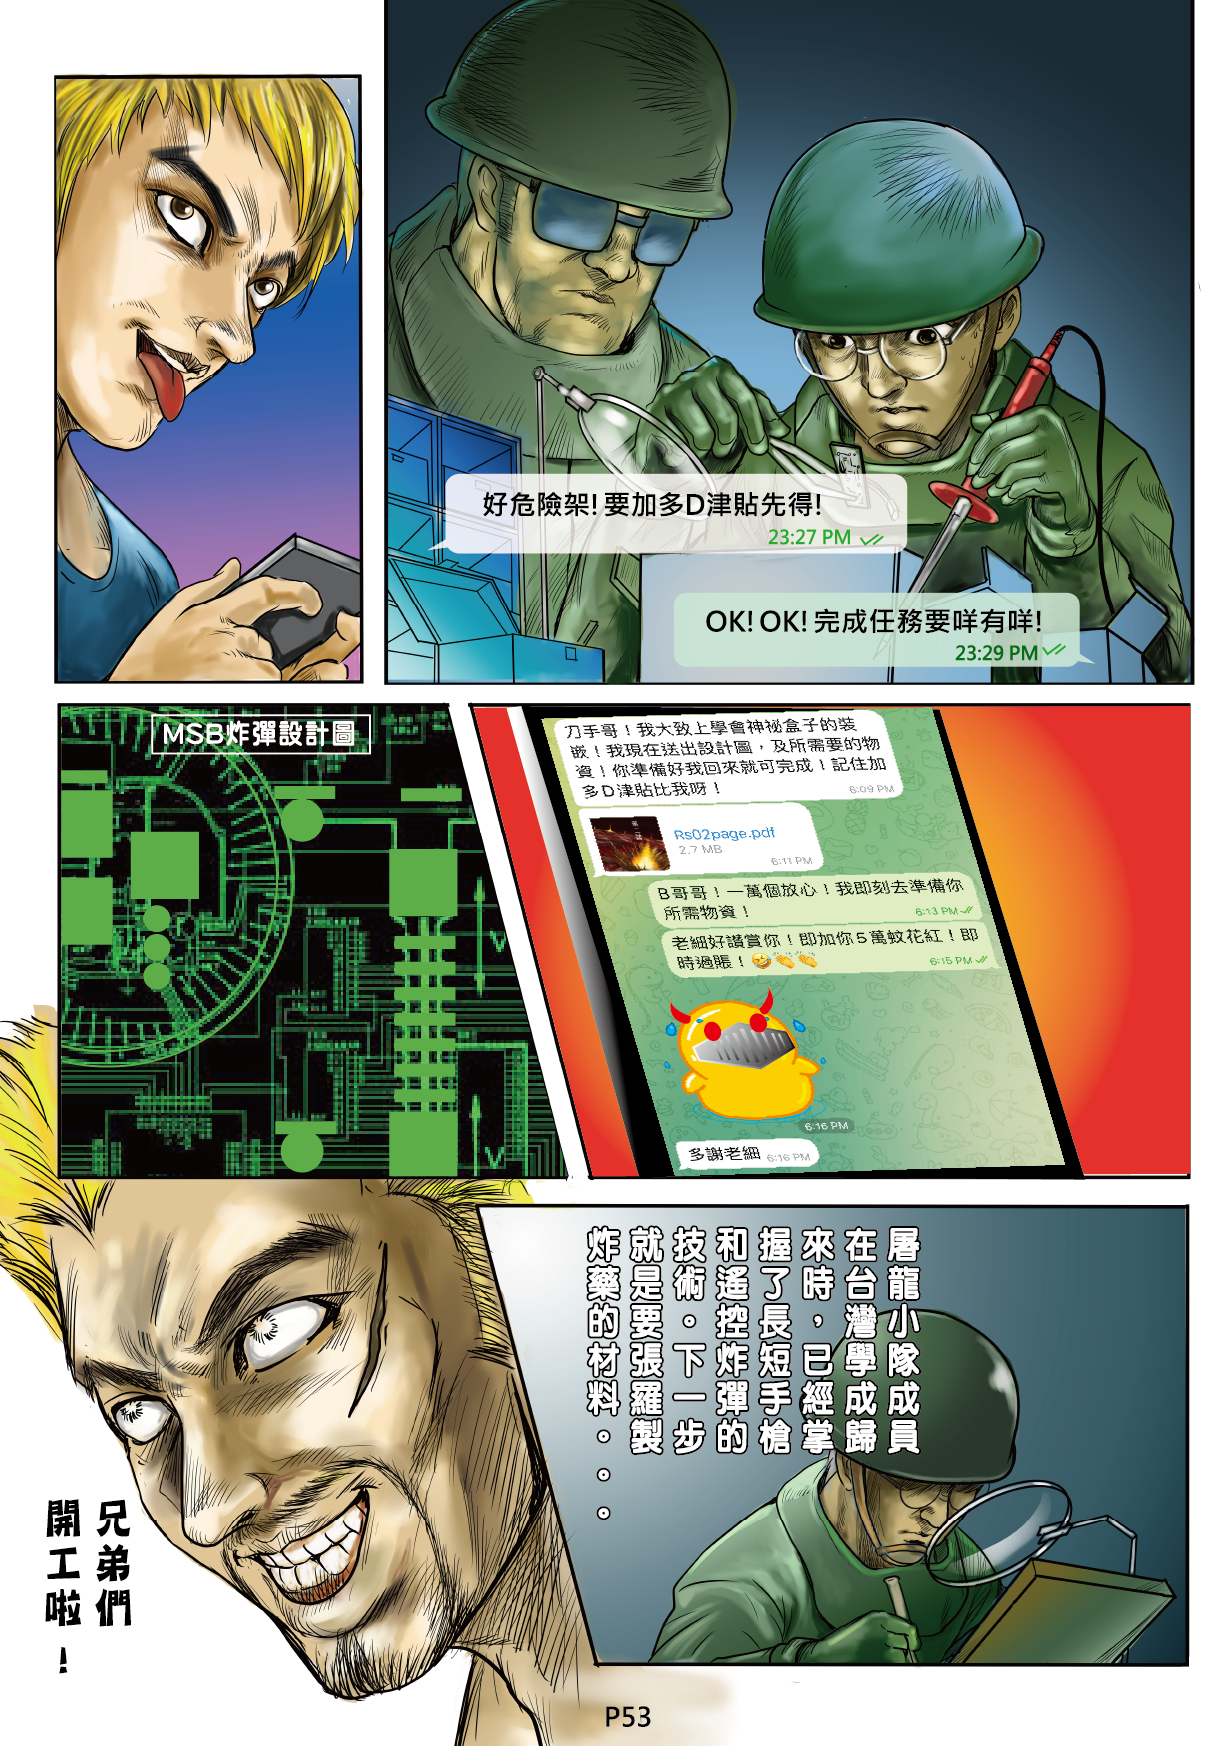 好危險架! 要加多D津貼先得!
23:27 PM
OK! OK! 完成任務要咩有咩!
23:29 PM
MSB炸彈設計圖
刀手哥！我大致上學會神祕盒子的裝
嵌！我現在送出設計圖，及所需要的物
資！你準備好我回來就可完成！記住加
多D津貼比我呀！
6:09 PM
Rs02page.pdf
2.7 MB
6:11 PM
B哥哥！一萬個放心！我即刻去準備你
所需物資！
6:13 PM
老細好讚賞你！即加你5萬蚊花紅！即
時過賬！🤣👏👏
6:15 PM
6:16 PM
多謝老細
6:16 PM
屠龍小隊成員
在台灣學成歸
來時，已經掌
握了長短手槍
和遙控炸彈的
技術。下一步
就是要張羅製
炸藥的材料。。。
兄弟們
開工啦！
P53